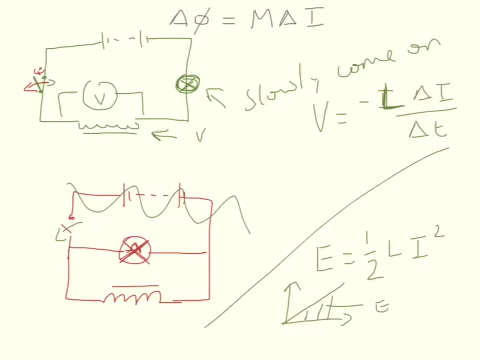 Δφ = MΔI
V
slowly come on
V
V = -L ΔI / Δt
E = 1/2 L I²
E